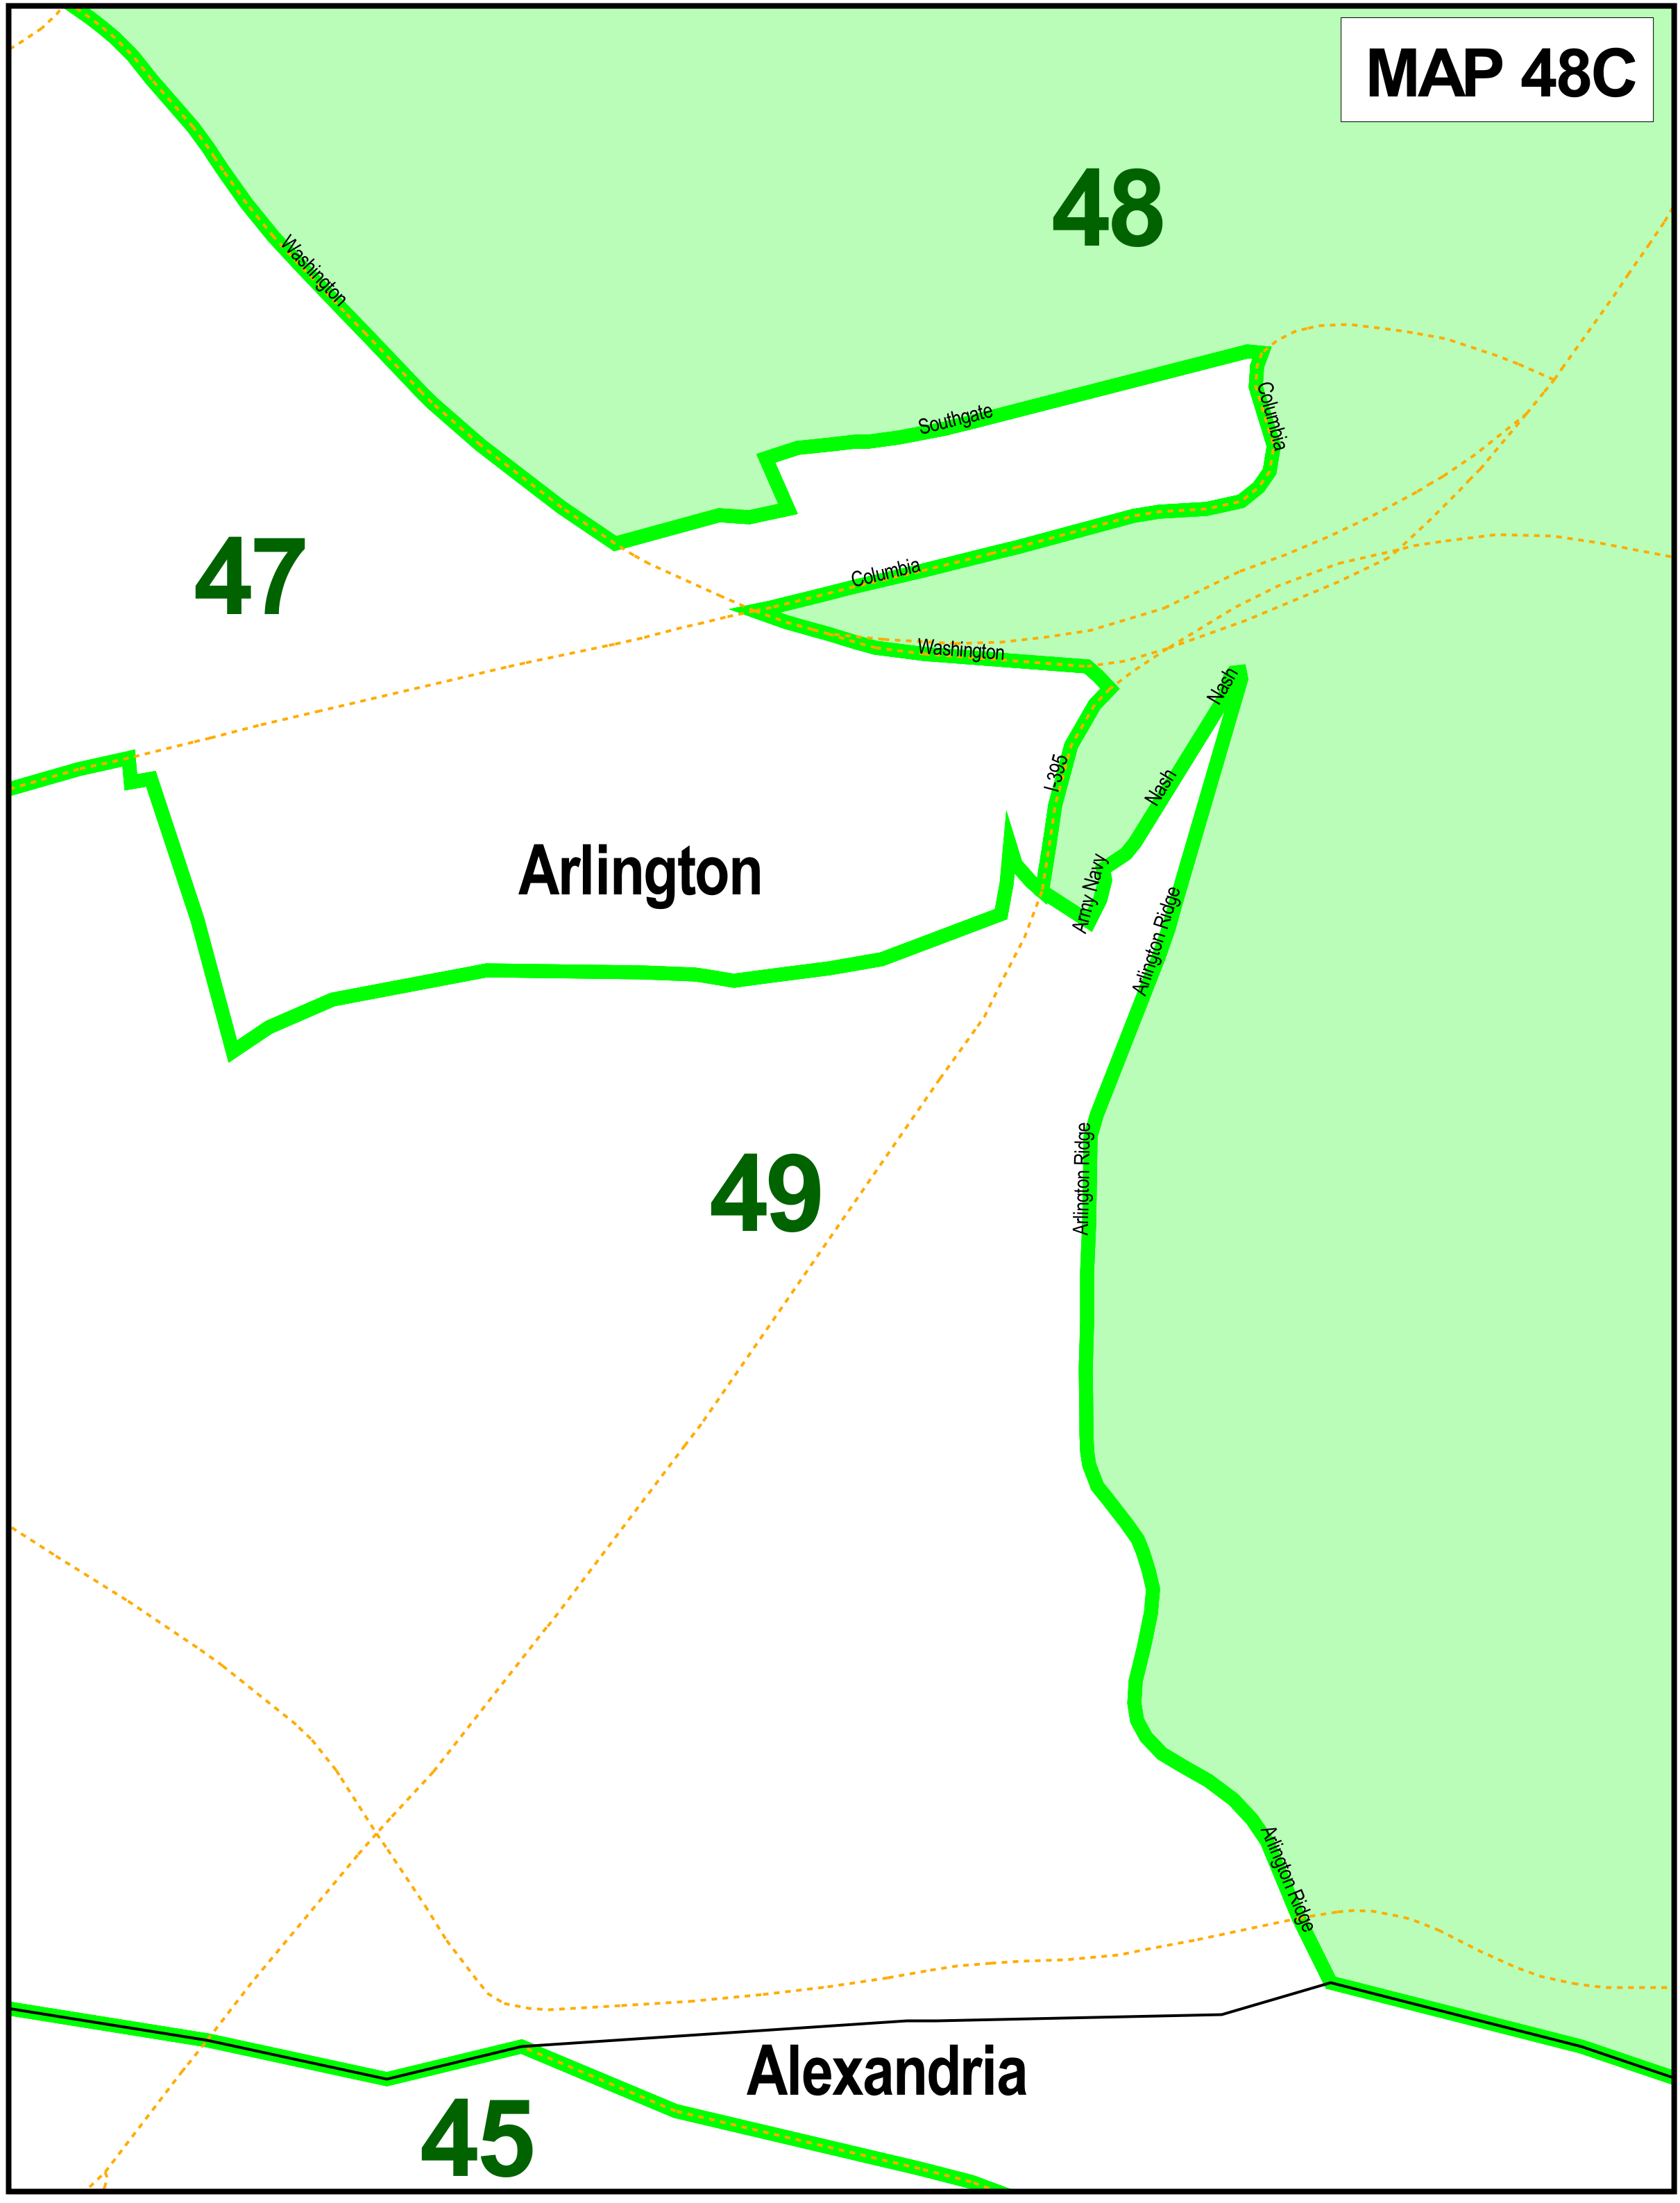 MAP 48C
48
Washington
Columbia
Southgate
47
Columbia
Washington
Nash
I-395
Nash
Arlington
Army Navy
Arlington Ridge
Arlington Ridge
49
Arlington Ridge
Alexandria
45